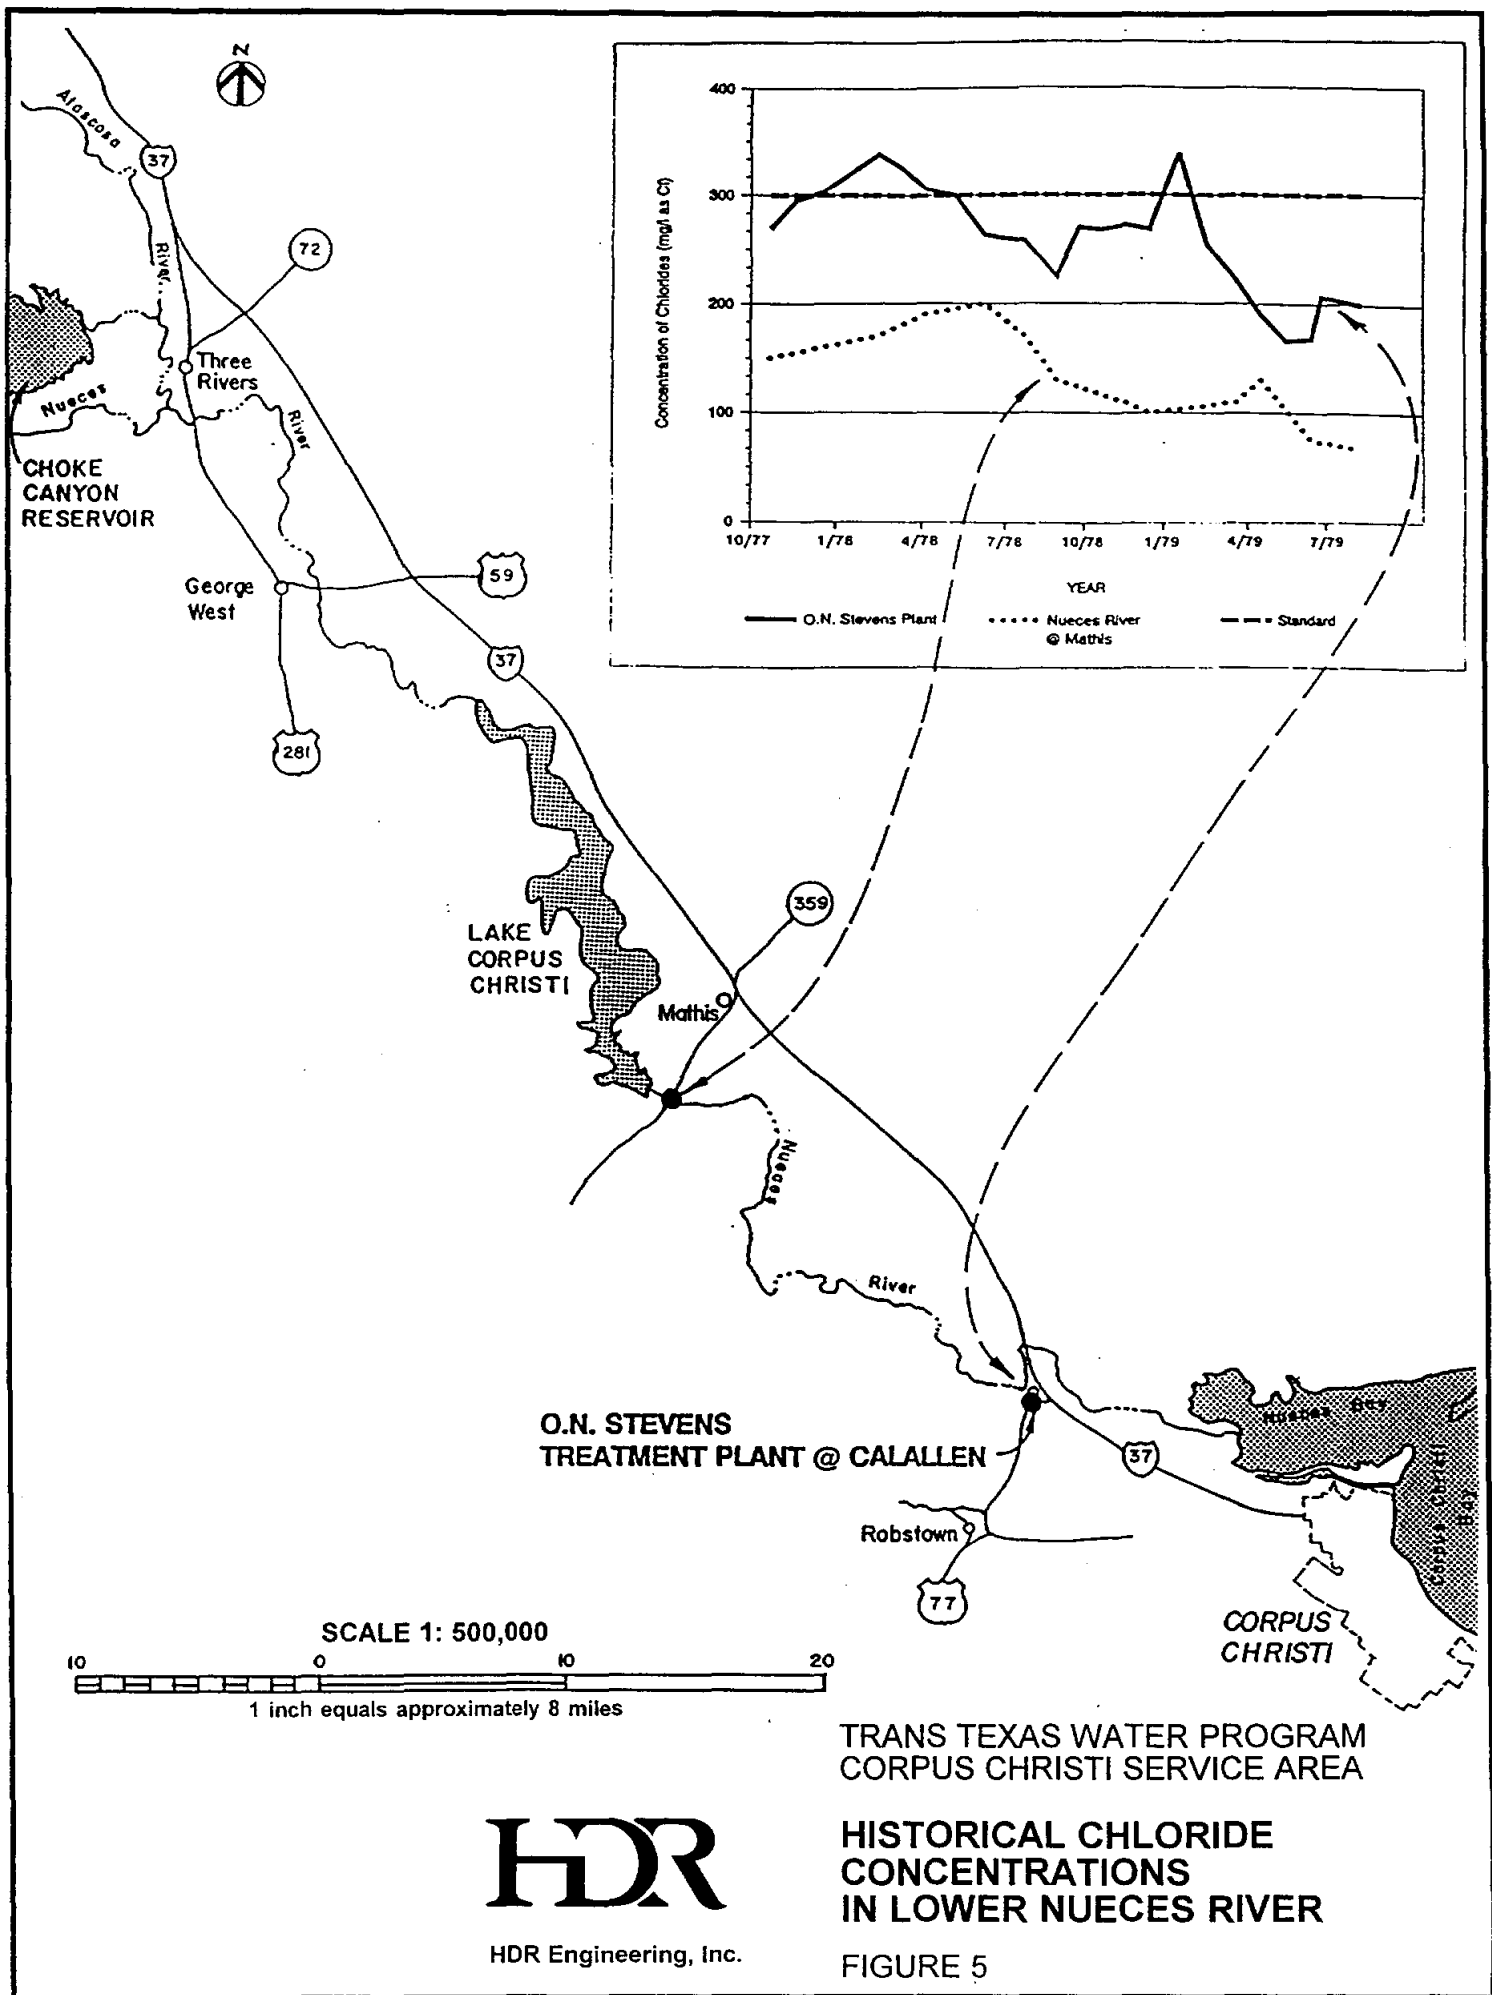 N
Atascosa
River
37
72
Three
Rivers
Nueces
River
CHOKE
CANYON
RESERVOIR
George
West
59
37
281
400
300
200
100
0
Concentration of Chlorides (mg/l as Cl)
10/77
1/78
4/78
7/78
10/78
1/79
4/79
7/79
YEAR
O.N. Stevens Plant
Nueces River
@ Mathis
Standard
359
LAKE
CORPUS
CHRISTI
Mathis
Nueces
River
O.N. STEVENS
TREATMENT PLANT @ CALALLEN
Nueces Bay
37
Corpus Christi
Bay
Robstown
77
CORPUS
CHRISTI
SCALE 1: 500,000
10 0 10 20
1 inch equals approximately 8 miles
TRANS TEXAS WATER PROGRAM
CORPUS CHRISTI SERVICE AREA
HDR
HDR Engineering, Inc.
HISTORICAL CHLORIDE
CONCENTRATIONS
IN LOWER NUECES RIVER
FIGURE 5